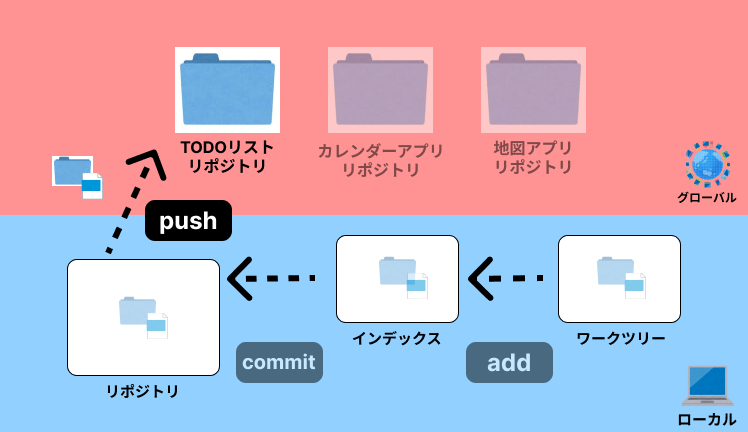 TODOリスト
リポジトリ
カレンダーアプリ
リポジトリ
地図アプリ
リポジトリ
グローバル
push
インデックス
ワークツリー
commit
add
リポジトリ
ローカル